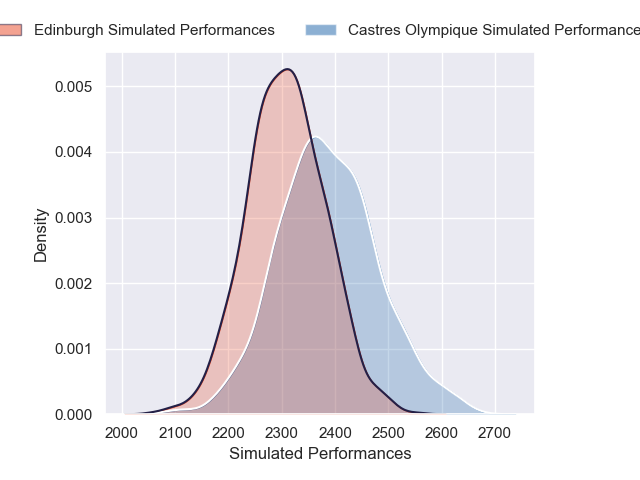 Edinburgh Simulated Performances Castres Olympique Simulated Performance
0.005
0.004
0.003
0.002
0.001
0.000
Density
2000 2100 2200 2300 2400 2500 2600 2700
Simulated Performances